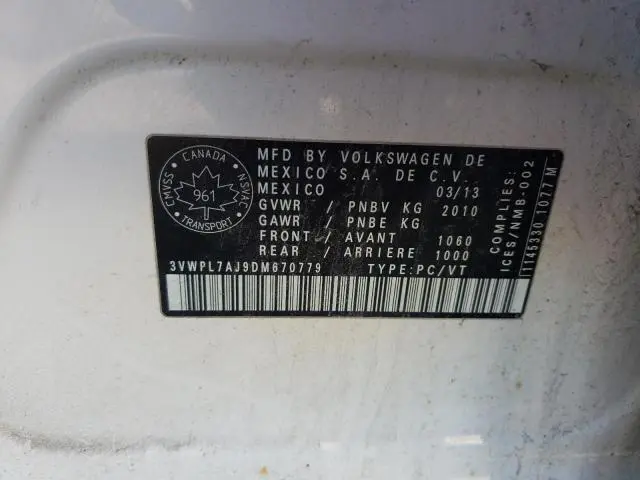 CANADA
CMVSS
NSVAC
961
TRANSPORT
MFD BY VOLKSWAGEN DE
MEXICO S.A. DE C.V.
MEXICO 03/13
GVWR / PNBV KG 2010
GAWR / PNBE KG
FRONT / AVANT 1060
REAR / ARRIERE 1000
3VWPL7AJ9DM670779 TYPE:PC/VT
COMPLIES:
ICES/NMB-002
1145330 1077 M